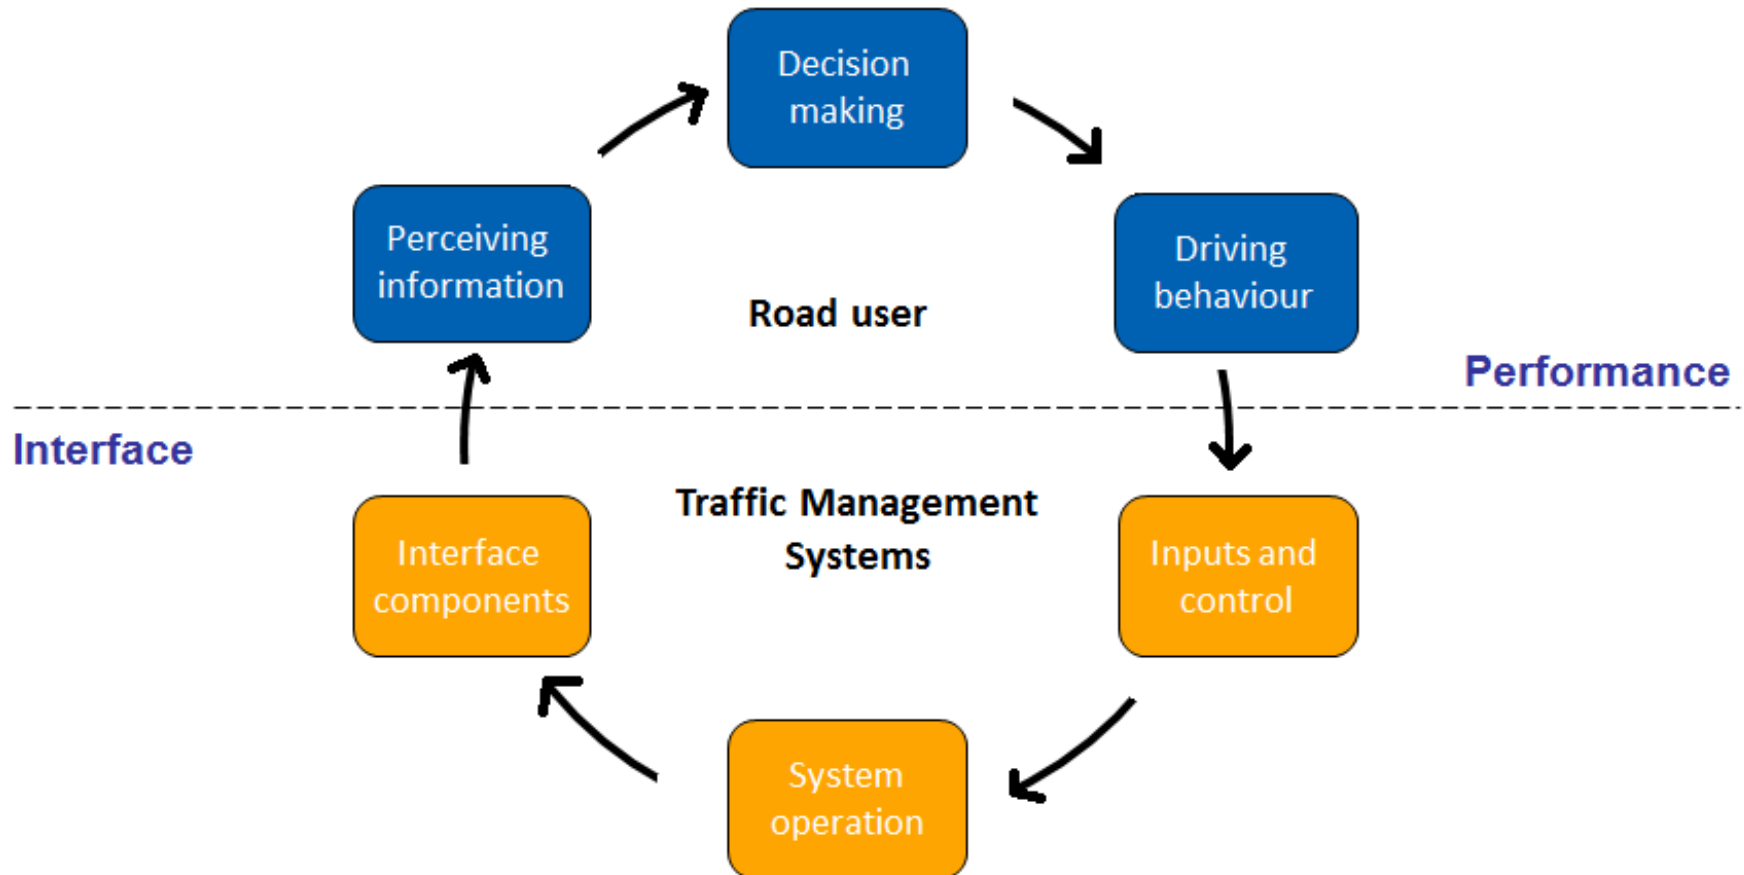 Decision
making
Perceiving
information
Driving
behaviour
Road user
Performance
Interface
Traffic Management
Systems
Interface
components
Inputs and
control
System
operation